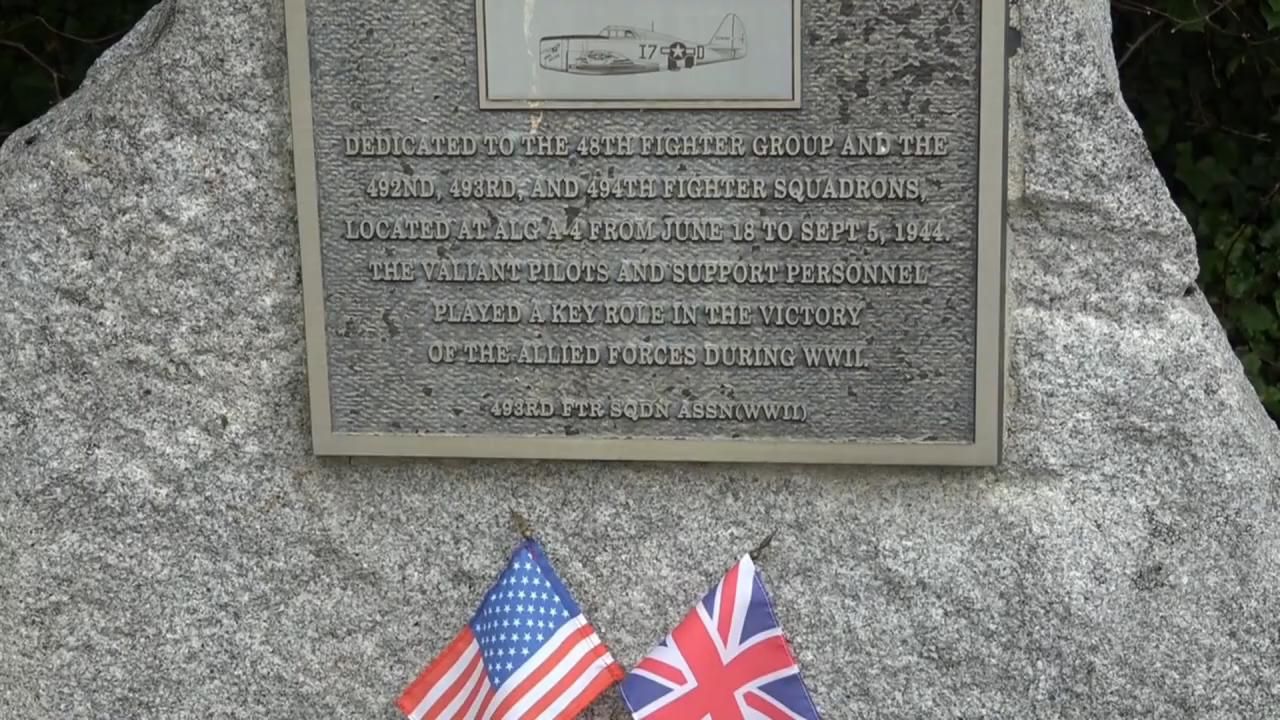 I7 D
DEDICATED TO THE 48TH FIGHTER GROUP AND THE
492ND, 493RD, AND 494TH FIGHTER SQUADRONS,
LOCATED AT ALG A-4 FROM JUNE 18 TO SEPT 5, 1944.
THE VALIANT PILOTS AND SUPPORT PERSONNEL
PLAYED A KEY ROLE IN THE VICTORY
OF THE ALLIED FORCES DURING WWII.
493RD FTR SQDN ASSN(WWII)